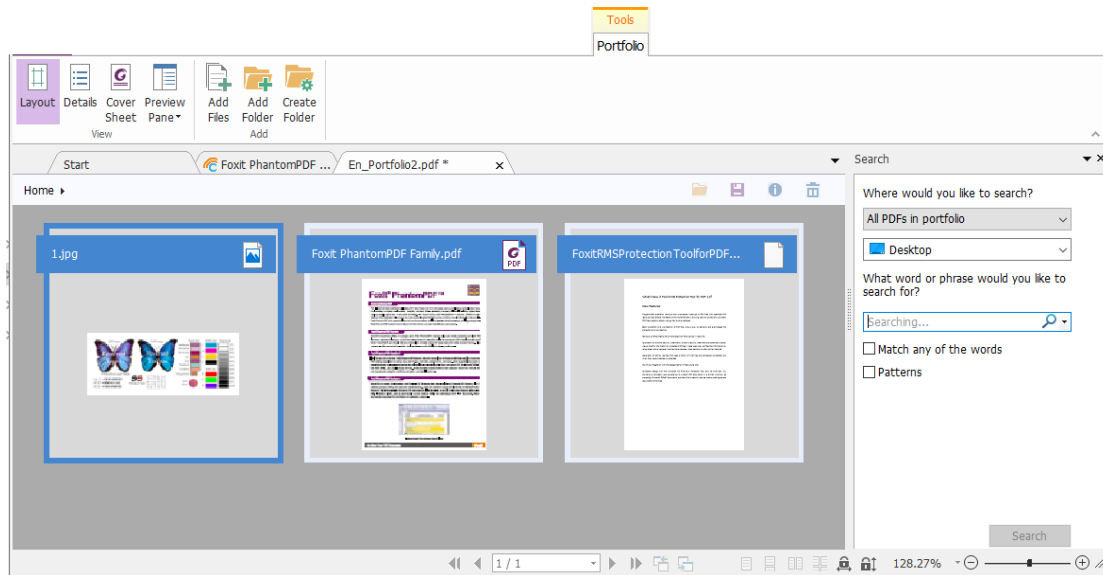 Tools
Portfolio
Layout
Details
Cover Sheet
Preview Pane
View
Add Files
Add Folder
Create Folder
Add
Start
Foxit PhantomPDF ...
En_Portfolio2.pdf *
Search
Home
Where would you like to search?
All PDFs in portfolio
Desktop
What word or phrase would you like to
search for?
Searching...
Match any of the words
Patterns
1.jpg
Foxit PhantomPDF Family.pdf
PDF
FoxitRMSProtectionToolforPDF...
Search
1 / 1
128.27%